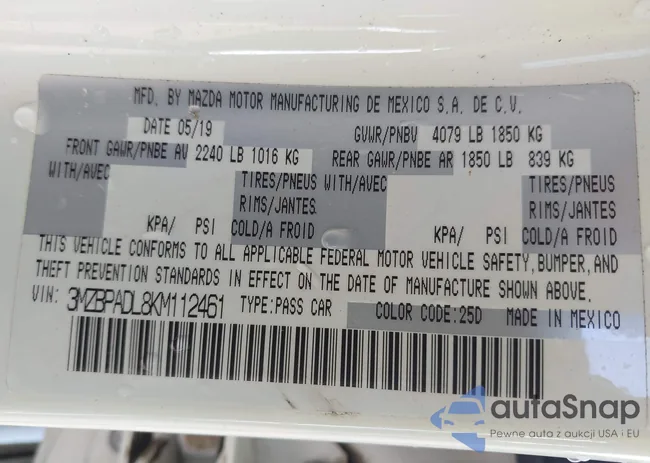 MFD. BY MAZDA MOTOR MANUFACTURING DE MEXICO S.A. DE C.V.
DATE 05/19 GVWR/PNBV 4079 LB 1850 KG
FRONT GAWR/PNBE AV 2240 LB 1016 KG REAR GAWR/PNBE AR 1850 LB 839 KG
WITH/AVEC TIRES/PNEUS WITH/AVEC TIRES/PNEUS
RIMS/JANTES RIMS/JANTES
KPA/ PSI COLD/A FROID KPA/ PSI COLD/A FROID
THIS VEHICLE CONFORMS TO ALL APPLICABLE FEDERAL MOTOR VEHICLE SAFETY, BUMPER, AND
THEFT PREVENTION STANDARDS IN EFFECT ON THE DATE OF MANUFACTURE SHOWN ABOVE.
VIN: 3MZBPADL8KM112461 TYPE:PASS CAR COLOR CODE:25D MADE IN MEXICO
autaSnap
Pewne auta z aukcji USA i EU